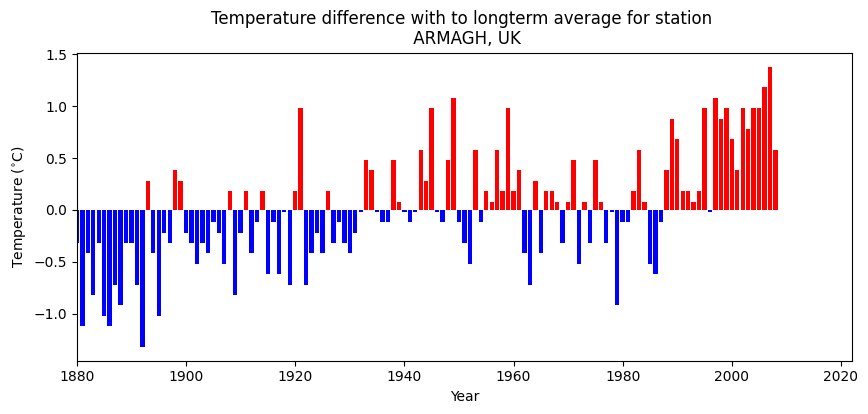 Temperature difference with to longterm average for station
ARMAGH, UK
1.5
1.0
0.5
0.0
−0.5
−1.0
Temperature (°C)
1880 1900 1920 1940 1960 1980 2000 2020
Year